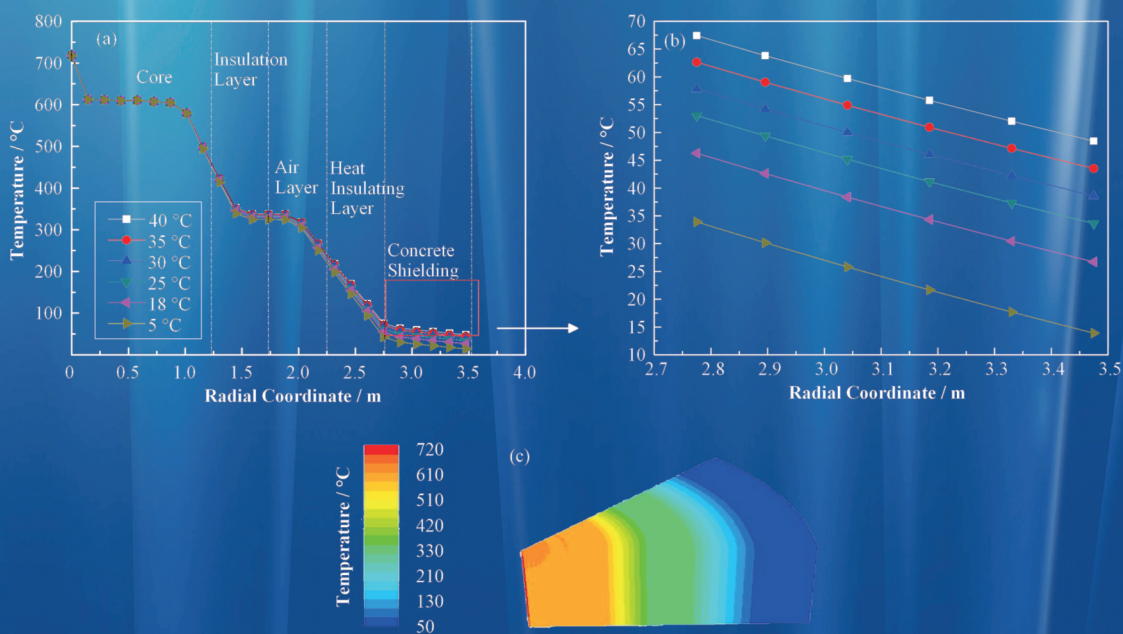 (a)
Temperature / °C
800
700
600
500
400
300
200
100
0
0.5
1.0
1.5
2.0
2.5
3.0
3.5
4.0
Radial Coordinate / m
Core
Insulation
Layer
Air
Layer
Heat
Insulating
Layer
Concrete
Shielding
40 °C
35 °C
30 °C
25 °C
18 °C
5 °C
(b)
Temperature / °C
70
65
60
55
50
45
40
35
30
25
20
15
10
2.7
2.8
2.9
3.0
3.1
3.2
3.3
3.4
3.5
Radial Coordinate / m
(c)
Temperature / °C
720
610
510
420
330
210
130
50